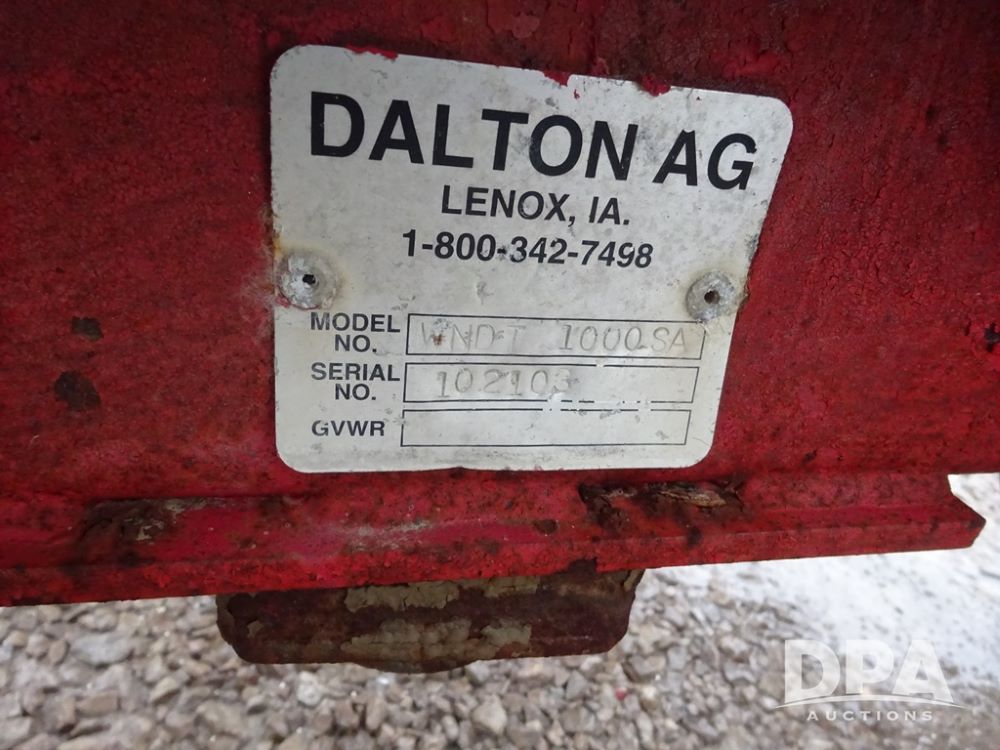 DALTON AG
LENOX, IA.
1-800-342-7498
MODEL NO. WNDT 1000SA
SERIAL NO. 102103
GVWR
DPA
AUCTIONS